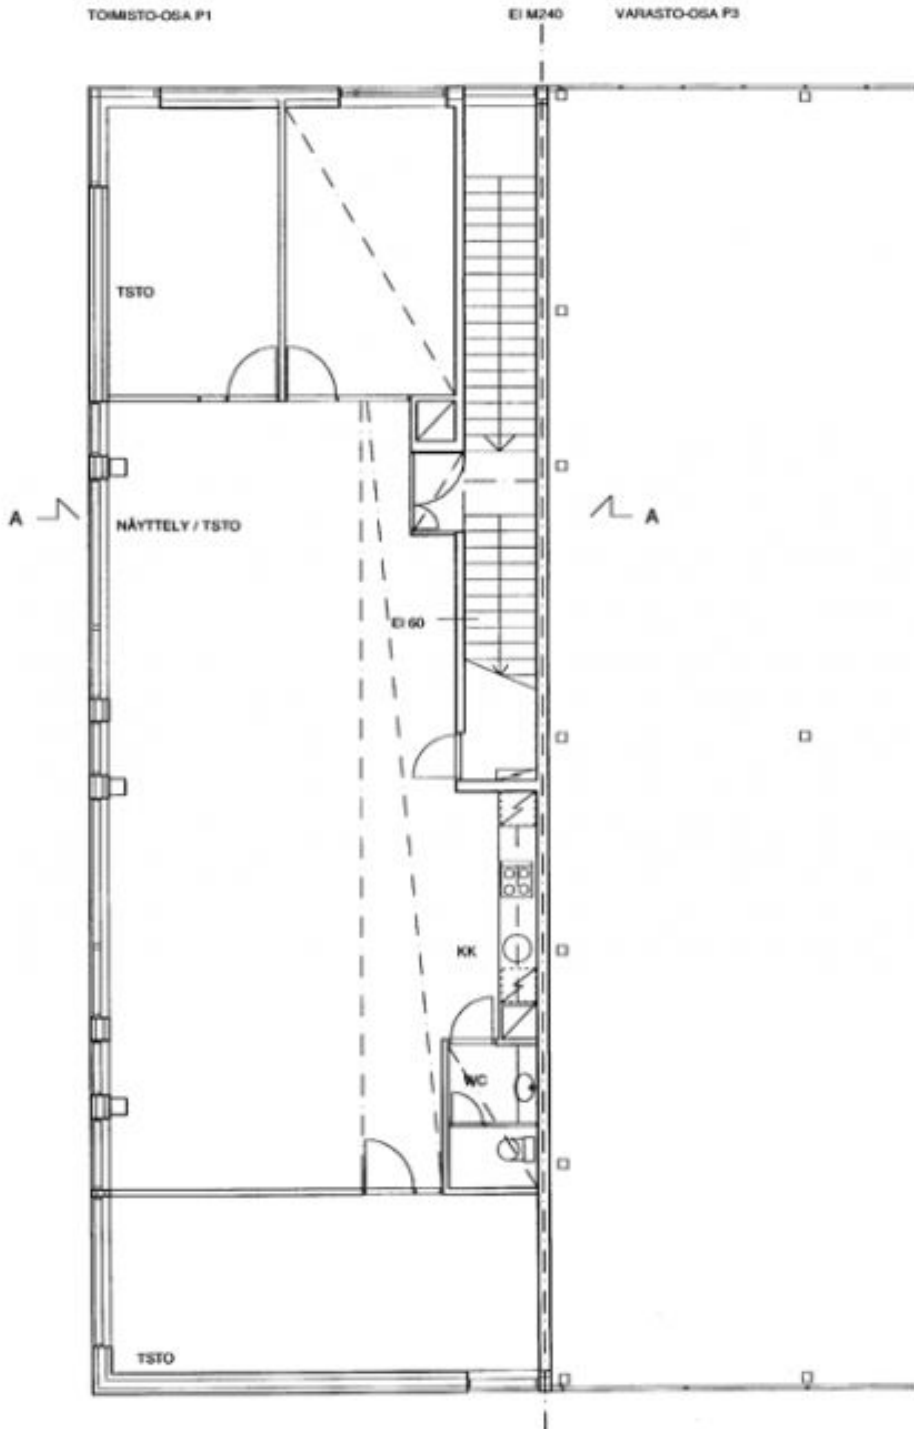 TOIMISTO-OSA P1
EI M240
VARASTO-OSA P3
TSTO
A
NÄYTTELY / TSTO
A
EI 60
KK
WC
TSTO